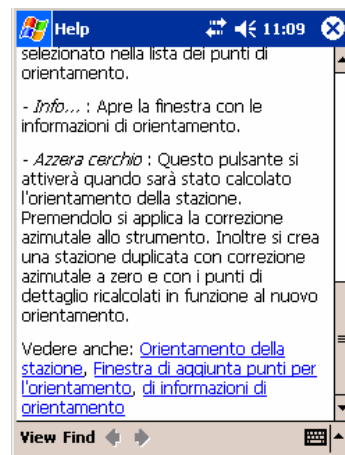 Help 11:09
selezionato nella lista dei punti di
orientamento.
- Info... : Apre la finestra con le
informazioni di orientamento.
- Azzera cerchio : Questo pulsante si
attiverà quando sarà stato calcolato
l'orientamento della stazione.
Premendolo si applica la correzione
azimutale allo strumento. Inoltre si crea
una stazione duplicata con correzione
azimutale a zero e con i punti di
dettaglio ricalcolati in funzione al nuovo
orientamento.
Vedere anche: Orientamento della
stazione, Finestra di aggiunta punti per
l'orientamento, di informazioni di
orientamento
View Find